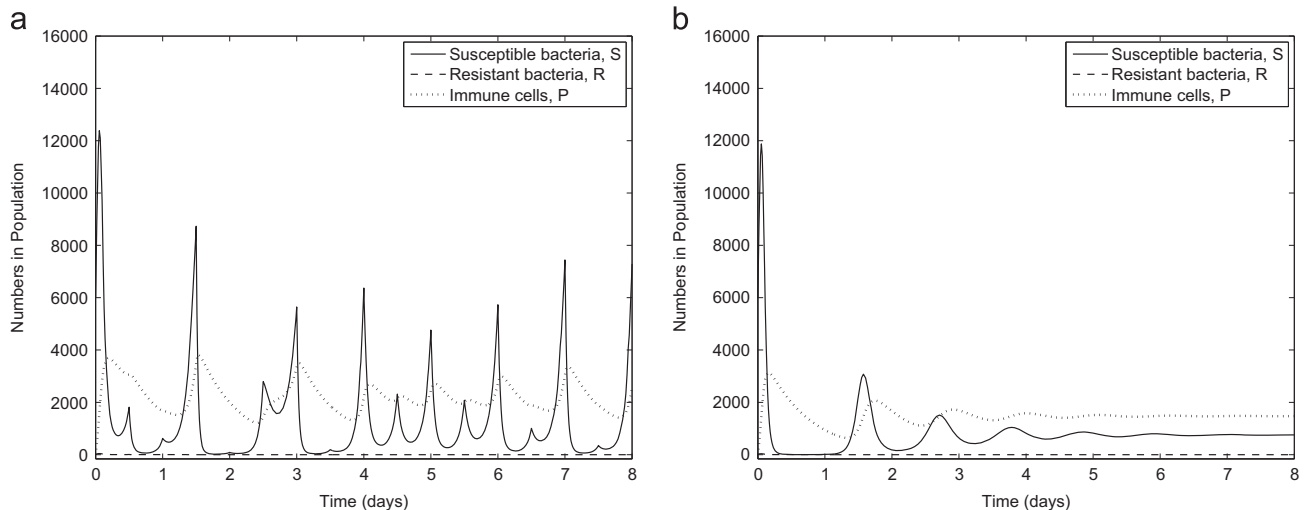 a
16000
14000
12000
10000
8000
6000
4000
2000
0
Numbers in Population
0 1 2 3 4 5 6 7 8
Time (days)
Susceptible bacteria, S
Resistant bacteria, R
Immune cells, P
b
16000
14000
12000
10000
8000
6000
4000
2000
0
Numbers in Population
0 1 2 3 4 5 6 7 8
Time (days)
Susceptible bacteria, S
Resistant bacteria, R
Immune cells, P